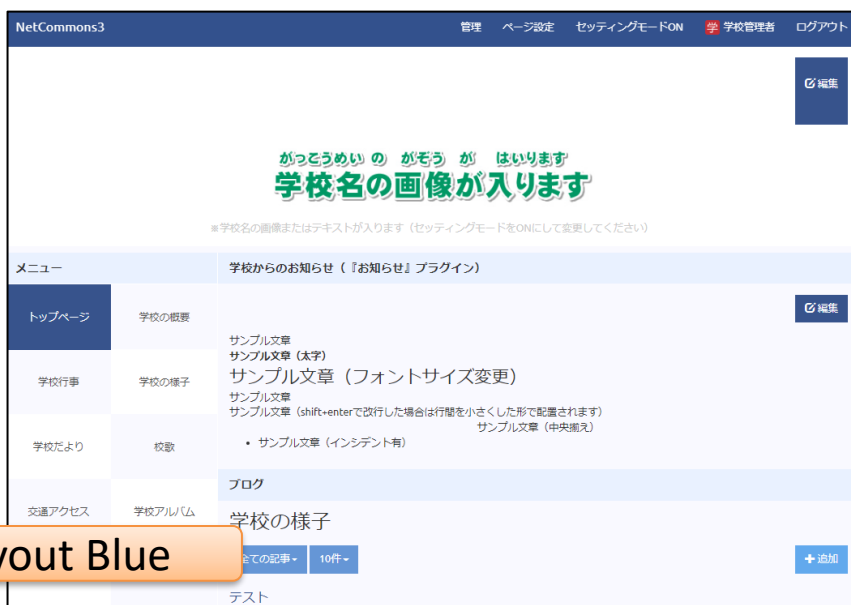 NetCommons3 管理 ページ設定 セッティングモードON 学 学校管理者 ログアウト
編集
がっこうめい の がぞう が はいります
学校名の画像が入ります
※学校名の画像またはテキストが入ります（セッティングモードをONにして変更してください）
メニュー
学校からのお知らせ（『お知らせ』プラグイン）
トップページ 学校の概要
編集
サンプル文章
サンプル文章（太字）
サンプル文章（フォントサイズ変更）
サンプル文章
サンプル文章（shift+enterで改行した場合は行間を小さくした形で配置されます）
サンプル文章（中央揃え）
• サンプル文章（インシデント有）
学校行事 学校の様子
学校だより 校歌
交通アクセス 学校アルバム
ブログ
学校の様子
全ての記事 10件 追加
テスト
yout Blue